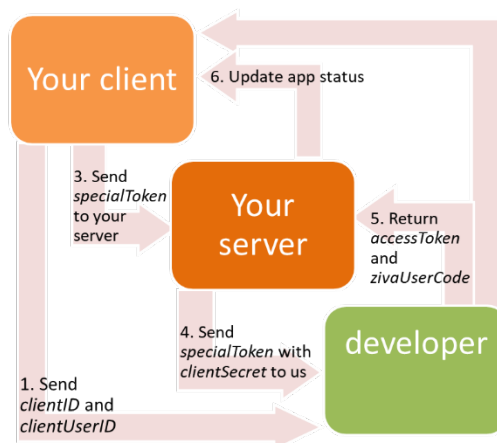 Your client
6. Update app status
3. Send
specialToken
to your
server
Your
server
5. Return
accessToken
and
zivaUserCode
4. Send
specialToken with
clientSecret to us
developer
1. Send
clientID and
clientUserID